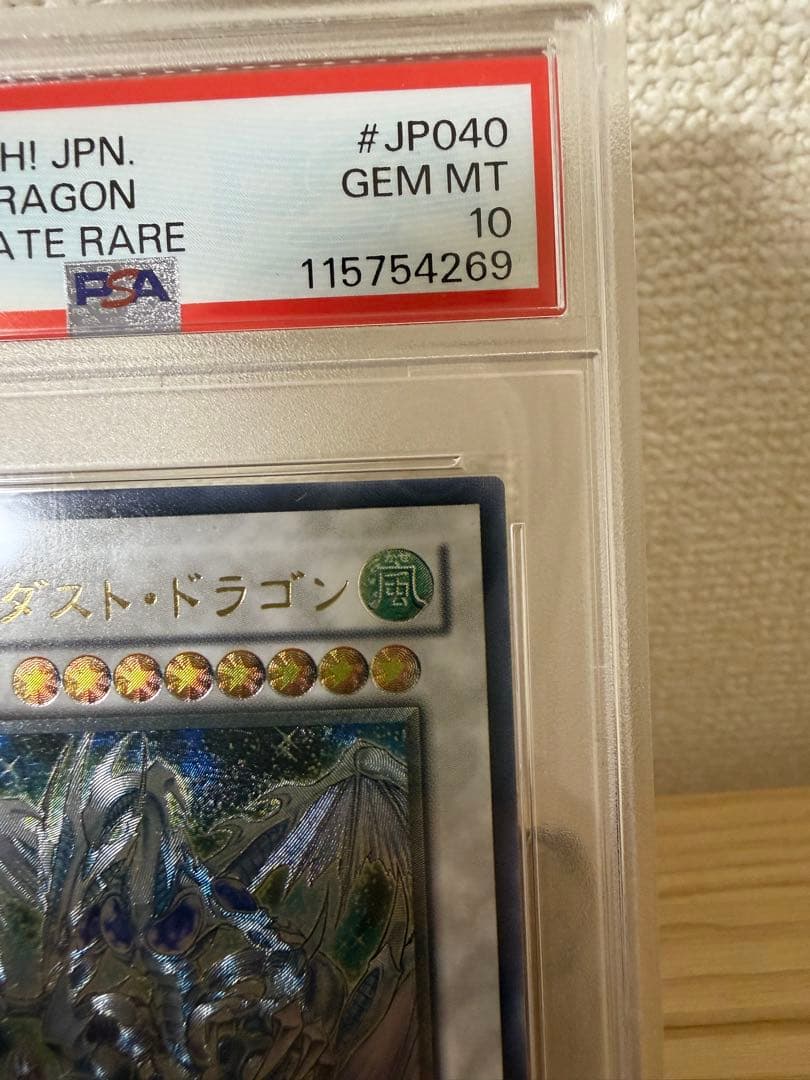 H! JPN.
#JP040
RAGON
GEM MT
ATE RARE
10
PSA
115754269
ダスト・ドラゴン
風